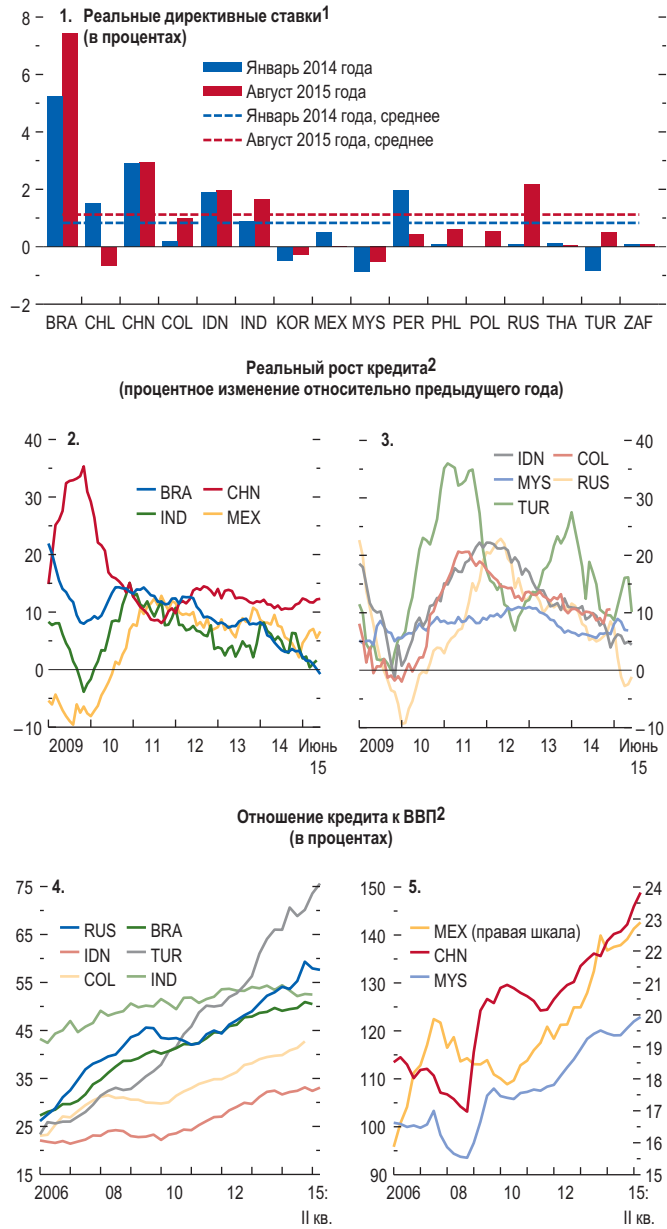 1. Реальные директивные ставки1
(в процентах)
8
6
4
2
0
–2
Январь 2014 года
Август 2015 года
Январь 2014 года, среднее
Август 2015 года, среднее
BRA CHL CHN COL IDN IND KOR MEX MYS PER PHL POL RUS THA TUR ZAF
Реальный рост кредита2
(процентное изменение относительно предыдущего года)
2.
40
30
20
10
0
–10
BRA CHN
IND MEX
2009 10 11 12 13 14 Июнь
15
3.
40
30
20
10
0
–10
IDN COL
MYS RUS
TUR
2009 10 11 12 13 14 Июнь
15
Отношение кредита к ВВП2
(в процентах)
4.
75
65
55
45
35
25
15
RUS BRA
IDN TUR
COL IND
2006 08 10 12 15:
II кв.
5.
150
140
130
120
110
100
90
MEX (правая шкала)
CHN
MYS
24
23
22
21
20
19
18
17
16
15
2006 08 10 12 15:
II кв.